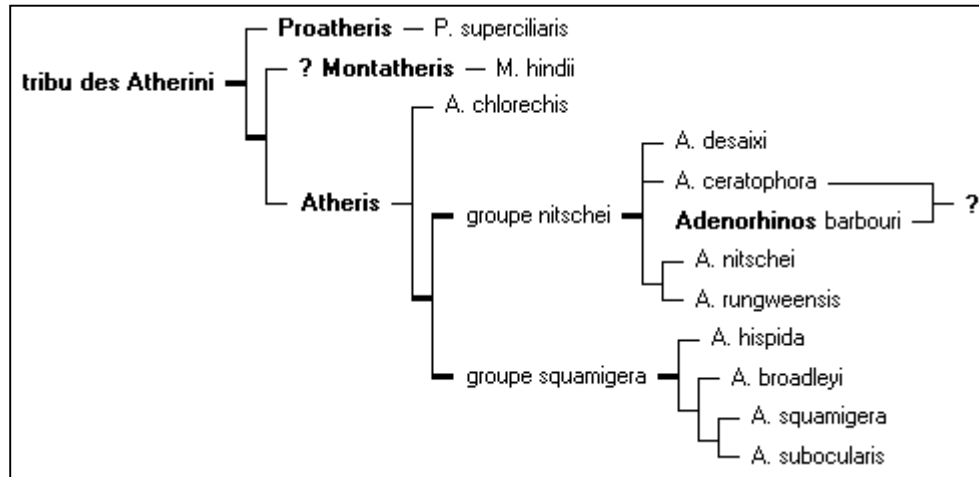 Proatheris — P. superciliaris
tribu des Atherini
? Montatheris — M. hindii
A. chlorechis
A. desaixi
A. ceratophora
Atheris
?
groupe nitschei
Adenorhinos barbouri
A. nitschei
A. rungweensis
A. hispida
groupe squamigera
A. broadleyi
A. squamigera
A. subocularis